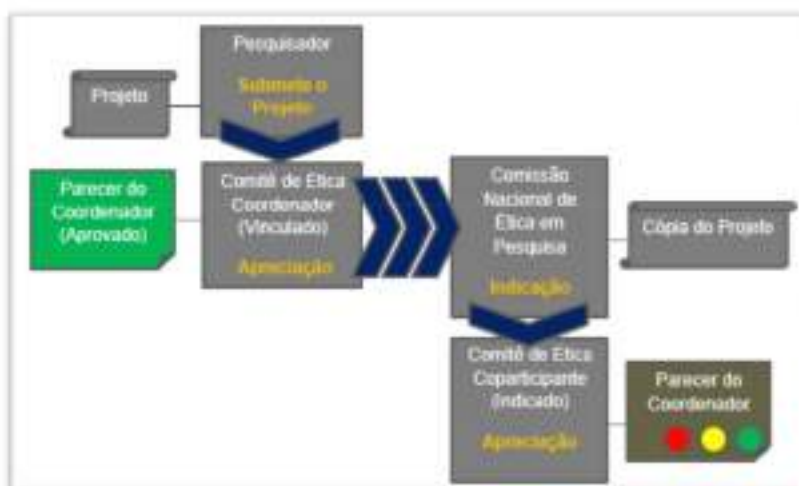 Pesquisador
Submete o
Projeto
Projeto
Parecer do
Coordenador
(Aprovado)
Comitê de Ética
Coordenador
(Vinculado)
Apreciação
Comissão
Nacional de
Ética em
Pesquisa
Indicação
Cópia do Projeto
Comitê de Ética
Coparticipante
(Indicado)
Apreciação
Parecer do
Coordenador